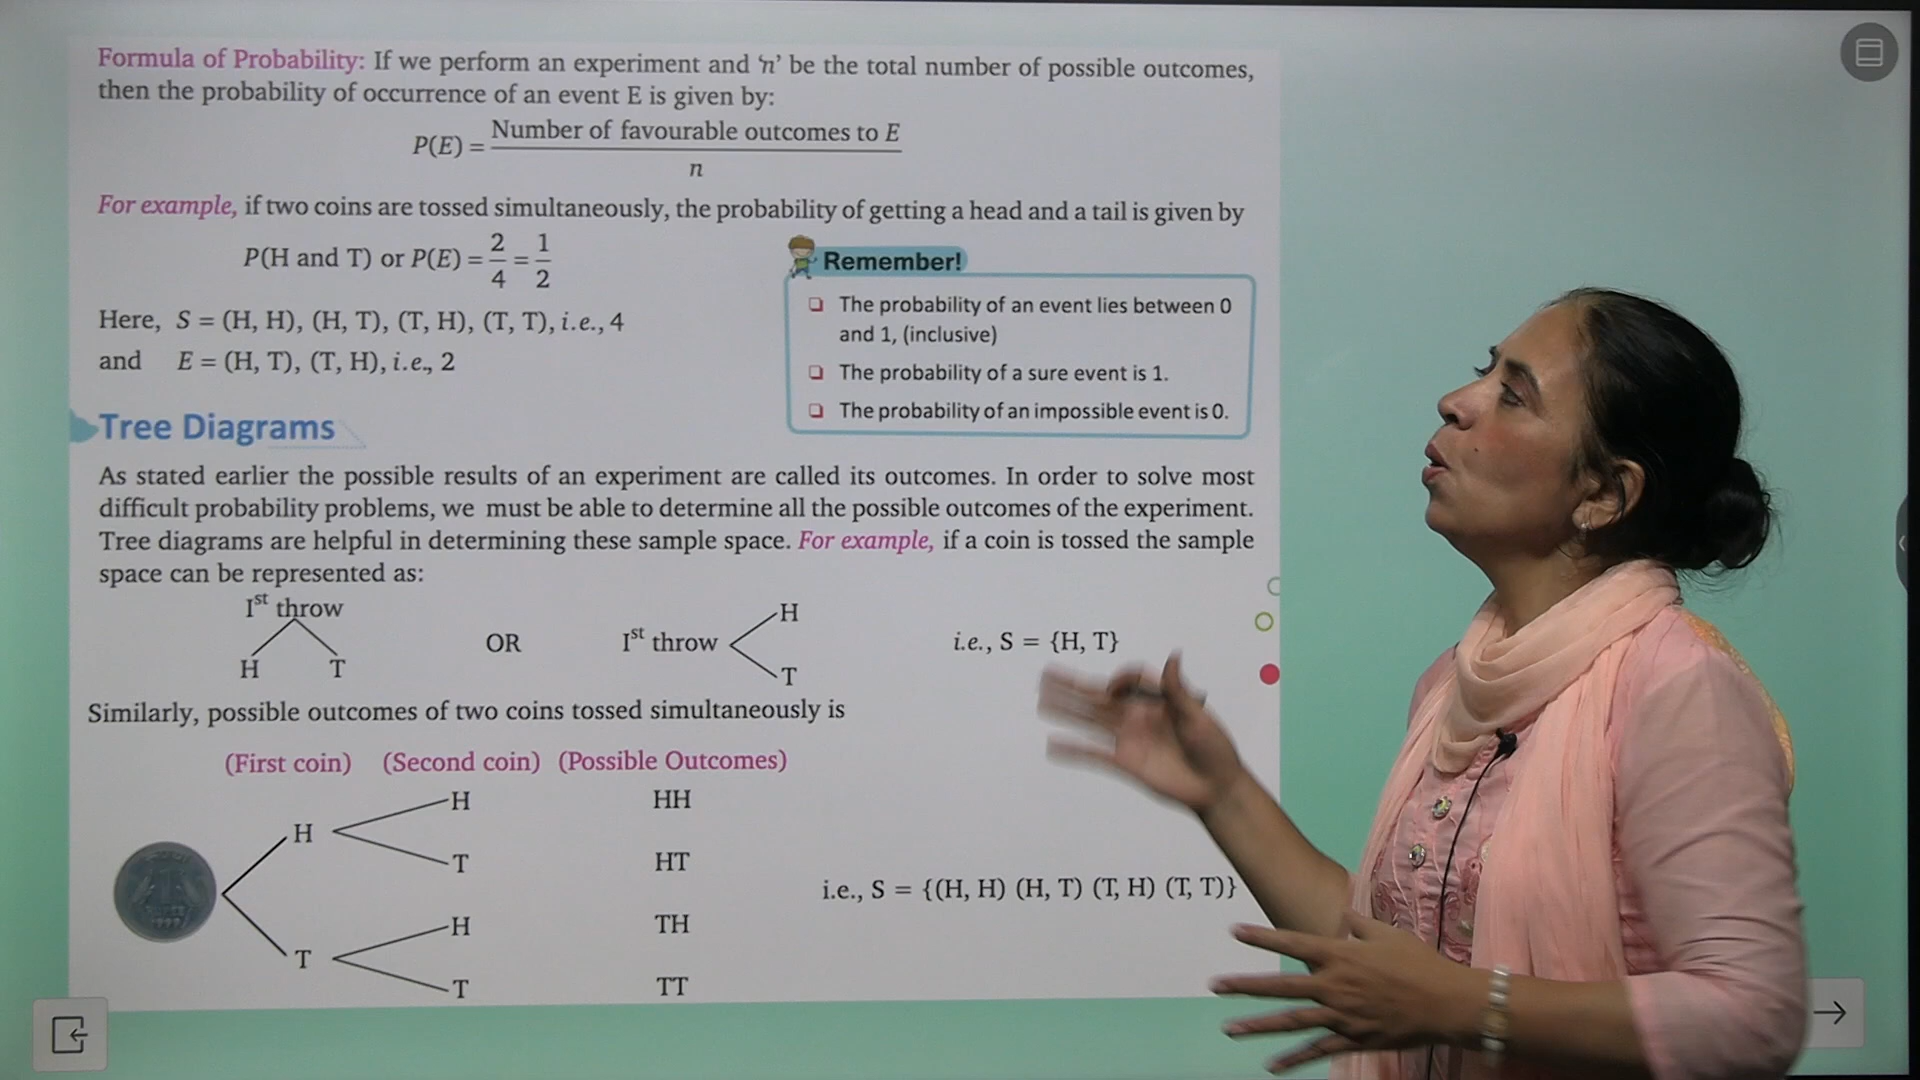 Formula of Probability: If we perform an experiment and ‘n’ be the total number of possible outcomes,
then the probability of occurrence of an event E is given by:
P(E) = Number of favourable outcomes to E
n
For example, if two coins are tossed simultaneously, the probability of getting a head and a tail is given by
P(H and T) or P(E) = 2/4 = 1/2
Here, S = (H, H), (H, T), (T, H), (T, T), i.e., 4
and E = (H, T), (T, H), i.e., 2
Remember!
The probability of an event lies between 0
and 1, (inclusive)
The probability of a sure event is 1.
The probability of an impossible event is 0.
Tree Diagrams
As stated earlier the possible results of an experiment are called its outcomes. In order to solve most
difficult probability problems, we must be able to determine all the possible outcomes of the experiment.
Tree diagrams are helpful in determining these sample space. For example, if a coin is tossed the sample
space can be represented as:
Ist throw
H T
OR
Ist throw
H
T
i.e., S = {H, T}
Similarly, possible outcomes of two coins tossed simultaneously is
(First coin) (Second coin) (Possible Outcomes)
H HH
H
T HT
i.e., S = {(H, H) (H, T) (T, H) (T, T)}
H TH
T
T TT
1
1999